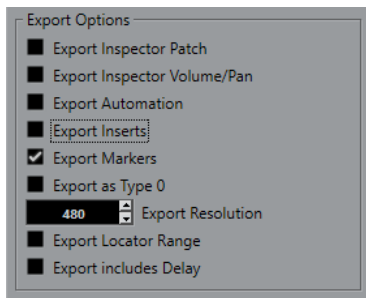 Export Options
Export Inspector Patch
Export Inspector Volume/Pan
Export Automation
Export Inserts
Export Markers
Export as Type 0
480 Export Resolution
Export Locator Range
Export includes Delay